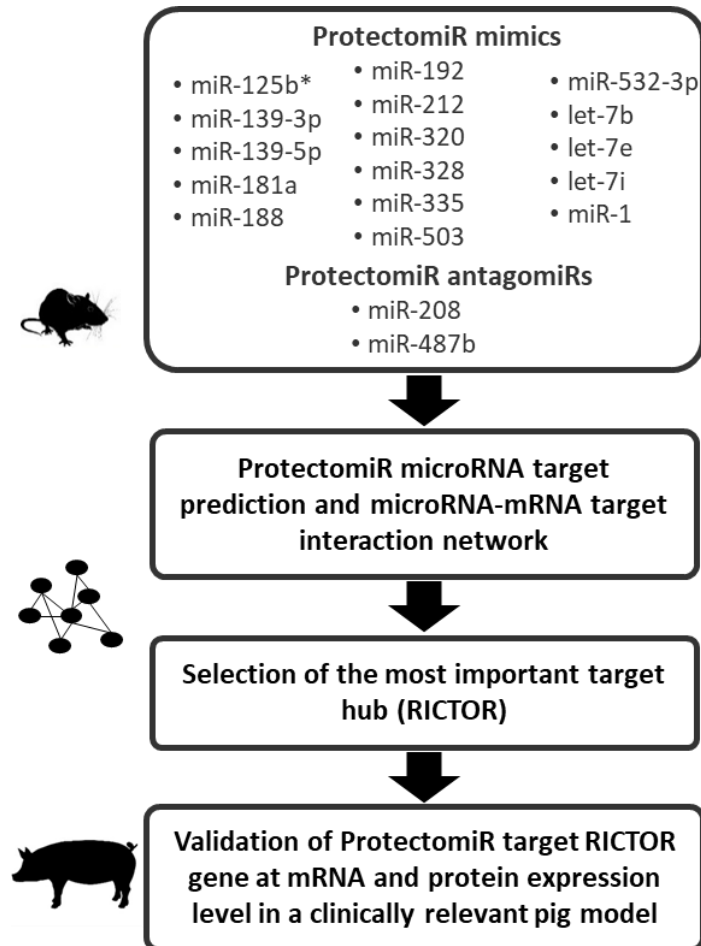 ProtectomiR mimics
• miR-125b*
• miR-139-3p
• miR-139-5p
• miR-181a
• miR-188
• miR-192
• miR-212
• miR-320
• miR-328
• miR-335
• miR-503
• miR-532-3p
• let-7b
• let-7e
• let-7i
• miR-1
ProtectomiR antagomiRs
• miR-208
• miR-487b
ProtectomiR microRNA target
prediction and microRNA-mRNA target
interaction network
Selection of the most important target
hub (RICTOR)
Validation of ProtectomiR target RICTOR
gene at mRNA and protein expression
level in a clinically relevant pig model